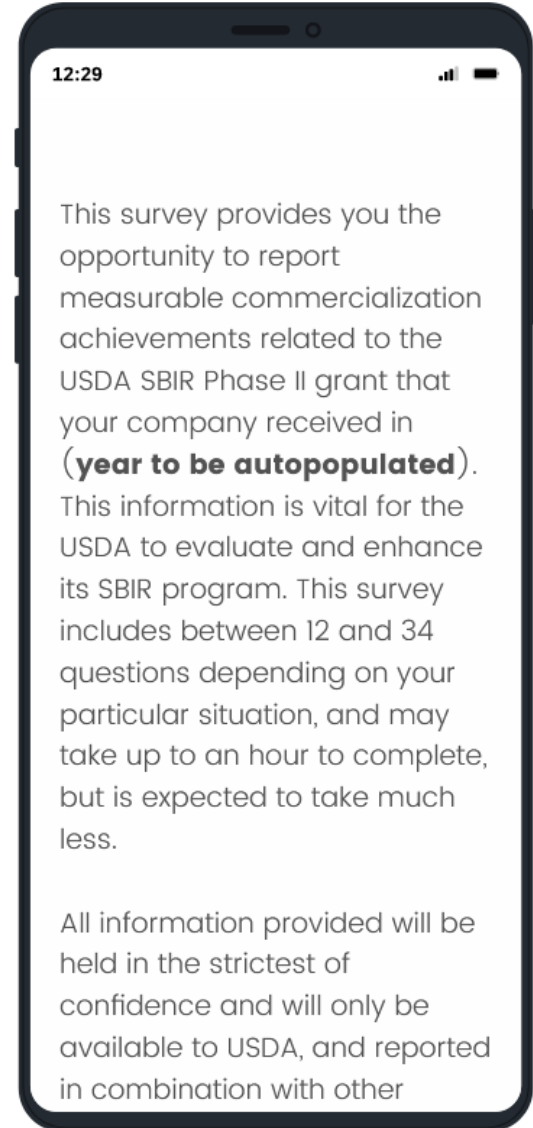 12:29
This survey provides you the
opportunity to report
measurable commercialization
achievements related to the
USDA SBIR Phase II grant that
your company received in
(year to be autopopulated).
This information is vital for the
USDA to evaluate and enhance
its SBIR program. This survey
includes between 12 and 34
questions depending on your
particular situation, and may
take up to an hour to complete,
but is expected to take much
less.
All information provided will be
held in the strictest of
confidence and will only be
available to USDA, and reported
in combination with other